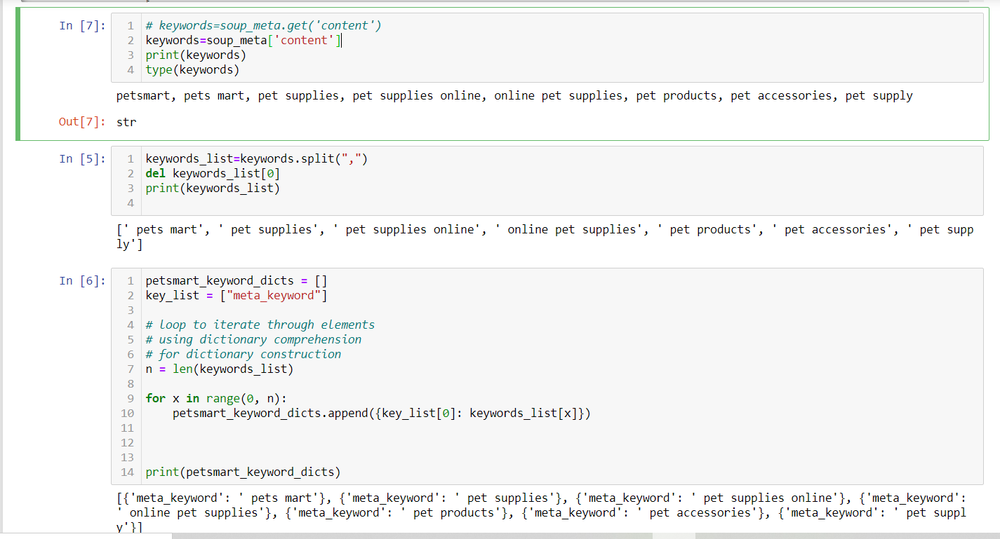 In [7]:
1 # keywords=soup_meta.get('content')
2 keywords=soup_meta['content']
3 print(keywords)
4 type(keywords)
petsmart, pets mart, pet supplies, pet supplies online, online pet supplies, pet products, pet accessories, pet supply
Out[7]: str
In [5]:
1 keywords_list=keywords.split(",")
2 del keywords_list[0]
3 print(keywords_list)
4
[' pets mart', ' pet supplies', ' pet supplies online', ' online pet supplies', ' pet products', ' pet accessories', ' pet supp
ly']
In [6]:
1 petsmart_keyword_dicts = []
2 key_list = ["meta_keyword"]
3
4 # loop to iterate through elements
5 # using dictionary comprehension
6 # for dictionary construction
7 n = len(keywords_list)
8
9 for x in range(0, n):
10     petsmart_keyword_dicts.append({key_list[0]: keywords_list[x]})
11
12
13
14 print(petsmart_keyword_dicts)
[{'meta_keyword': ' pets mart'}, {'meta_keyword': ' pet supplies'}, {'meta_keyword': ' pet supplies online'}, {'meta_keyword':
' online pet supplies'}, {'meta_keyword': ' pet products'}, {'meta_keyword': ' pet accessories'}, {'meta_keyword': ' pet suppl
y'}]